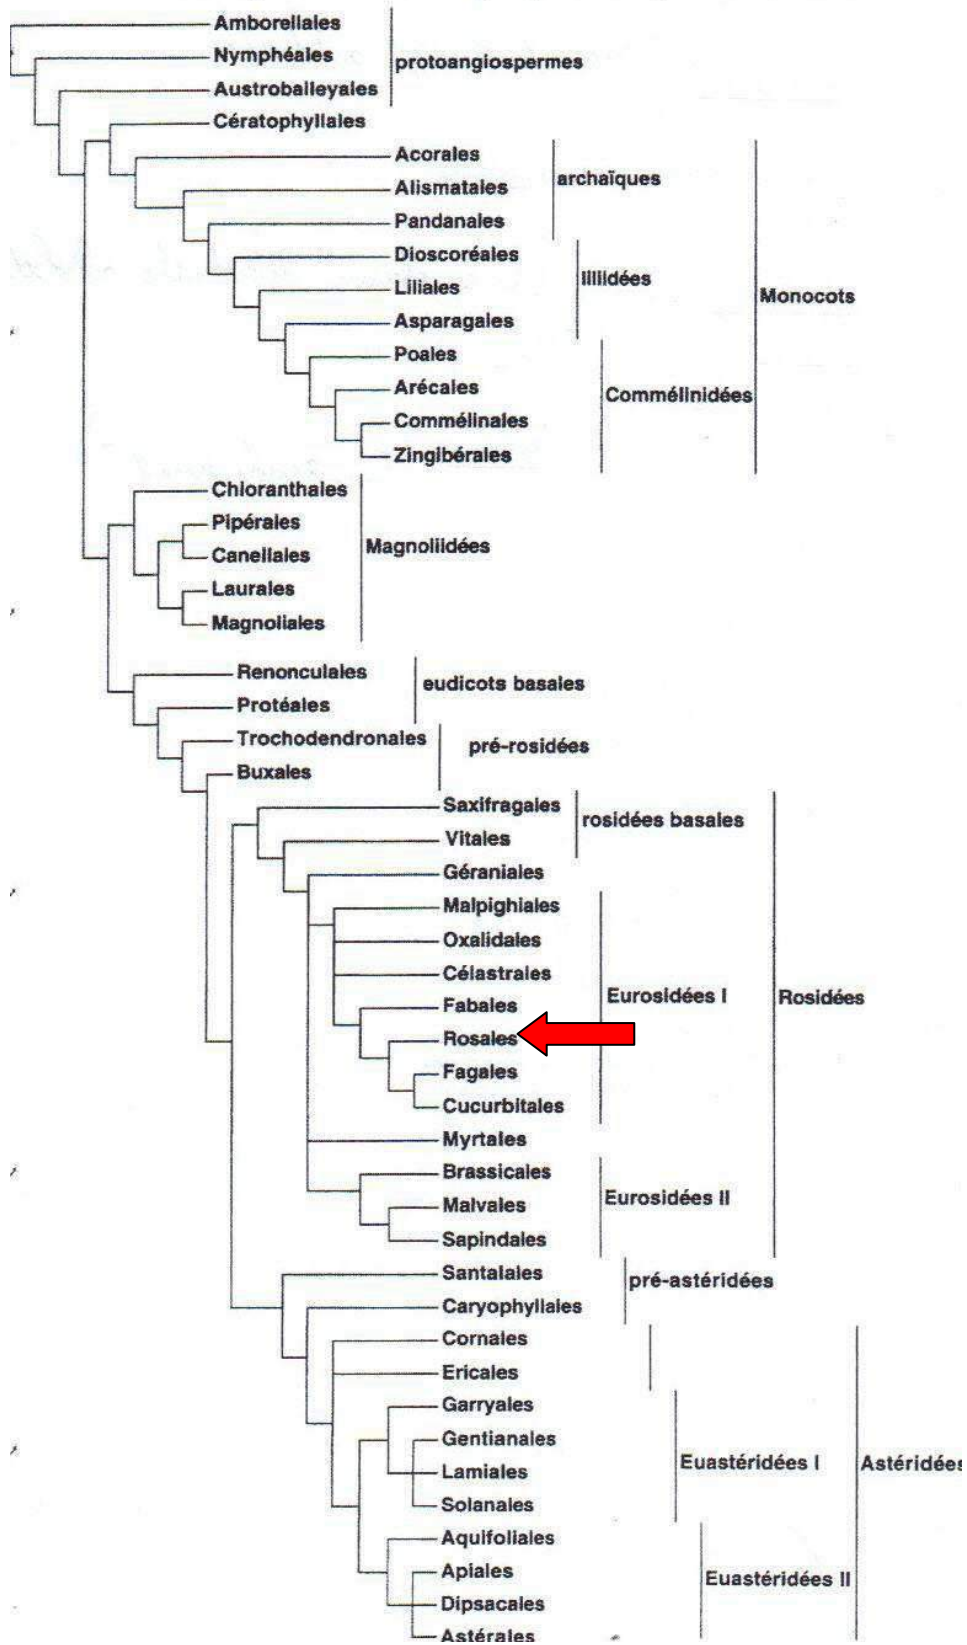 Amborellales
Nymphéales
protoangiospermes
Austrobaileyales
Cératophyllales
Acorales
archaïques
Alismatales
Pandanales
Dioscoréales
liliidées
Liliales
Monocots
Asparagales
Poales
Arécales
Commélinidées
Commélinales
Zingibérales
Chloranthales
Pipérales
Magnoliidées
Canellales
Laurales
Magnoliales
Renonculales
eudicots basales
Protéales
Trochodendronales
pré-rosidées
Buxales
Saxifragales
rosidées basales
Vitales
Géraniales
Malpighiales
Oxalidales
Célastrales
Eurosidées I
Rosidées
Fabales
Rosales
Fagales
Cucurbitales
Myrtales
Brassicales
Eurosidées II
Malvales
Sapindales
Santalales
pré-astéridées
Caryophyllales
Cornales
Ericales
Garryales
Gentianales
Euastéridées I
Astéridées
Lamiales
Solanales
Aquifoliales
Apiales
Euastéridées II
Dipsacales
Astérales